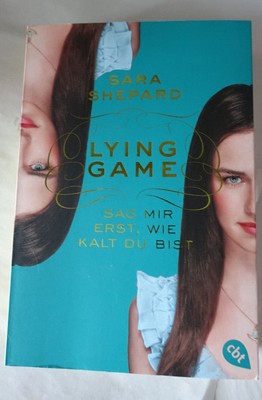 SARA
SHEPARD
LYING
GAME
SAG MIR
ERST, WIE
KALT DU BIST
cbt